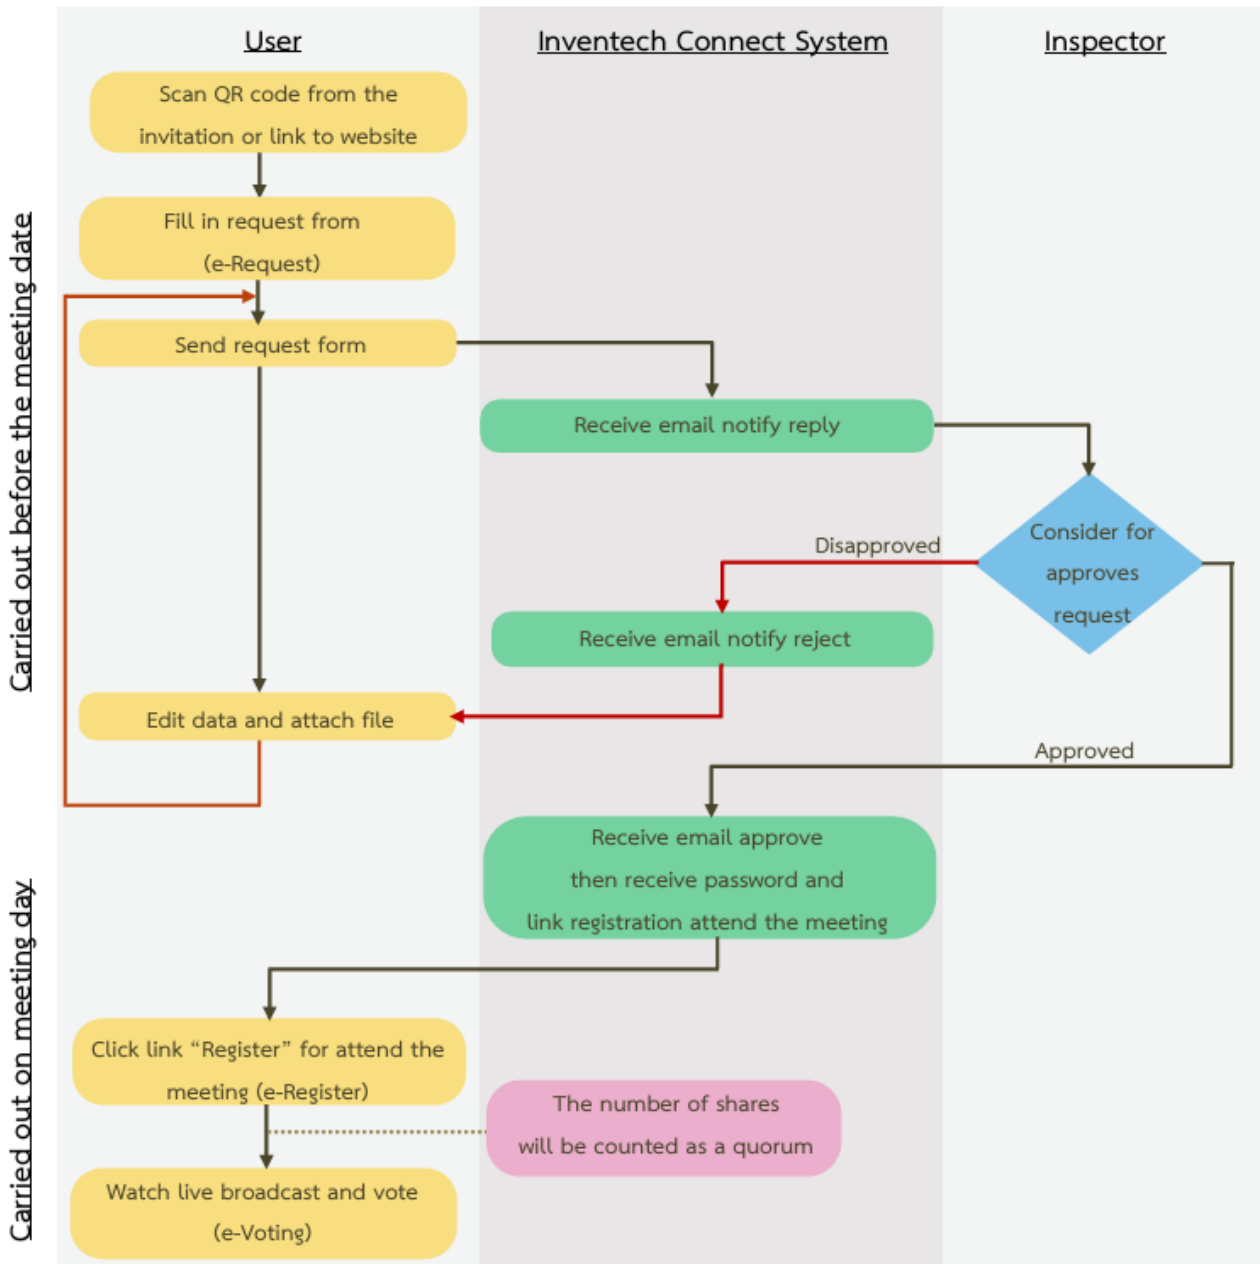 User
Inventech Connect System
Inspector
Carried out before the meeting date
Scan QR code from the
invitation or link to website
Fill in request from
(e-Request)
Send request form
Receive email notify reply
Consider for
approves
request
Disapproved
Receive email notify reject
Edit data and attach file
Approved
Carried out on meeting day
Receive email approve
then receive password and
link registration attend the meeting
Click link “Register” for attend the
meeting (e-Register)
The number of shares
will be counted as a quorum
Watch live broadcast and vote
(e-Voting)